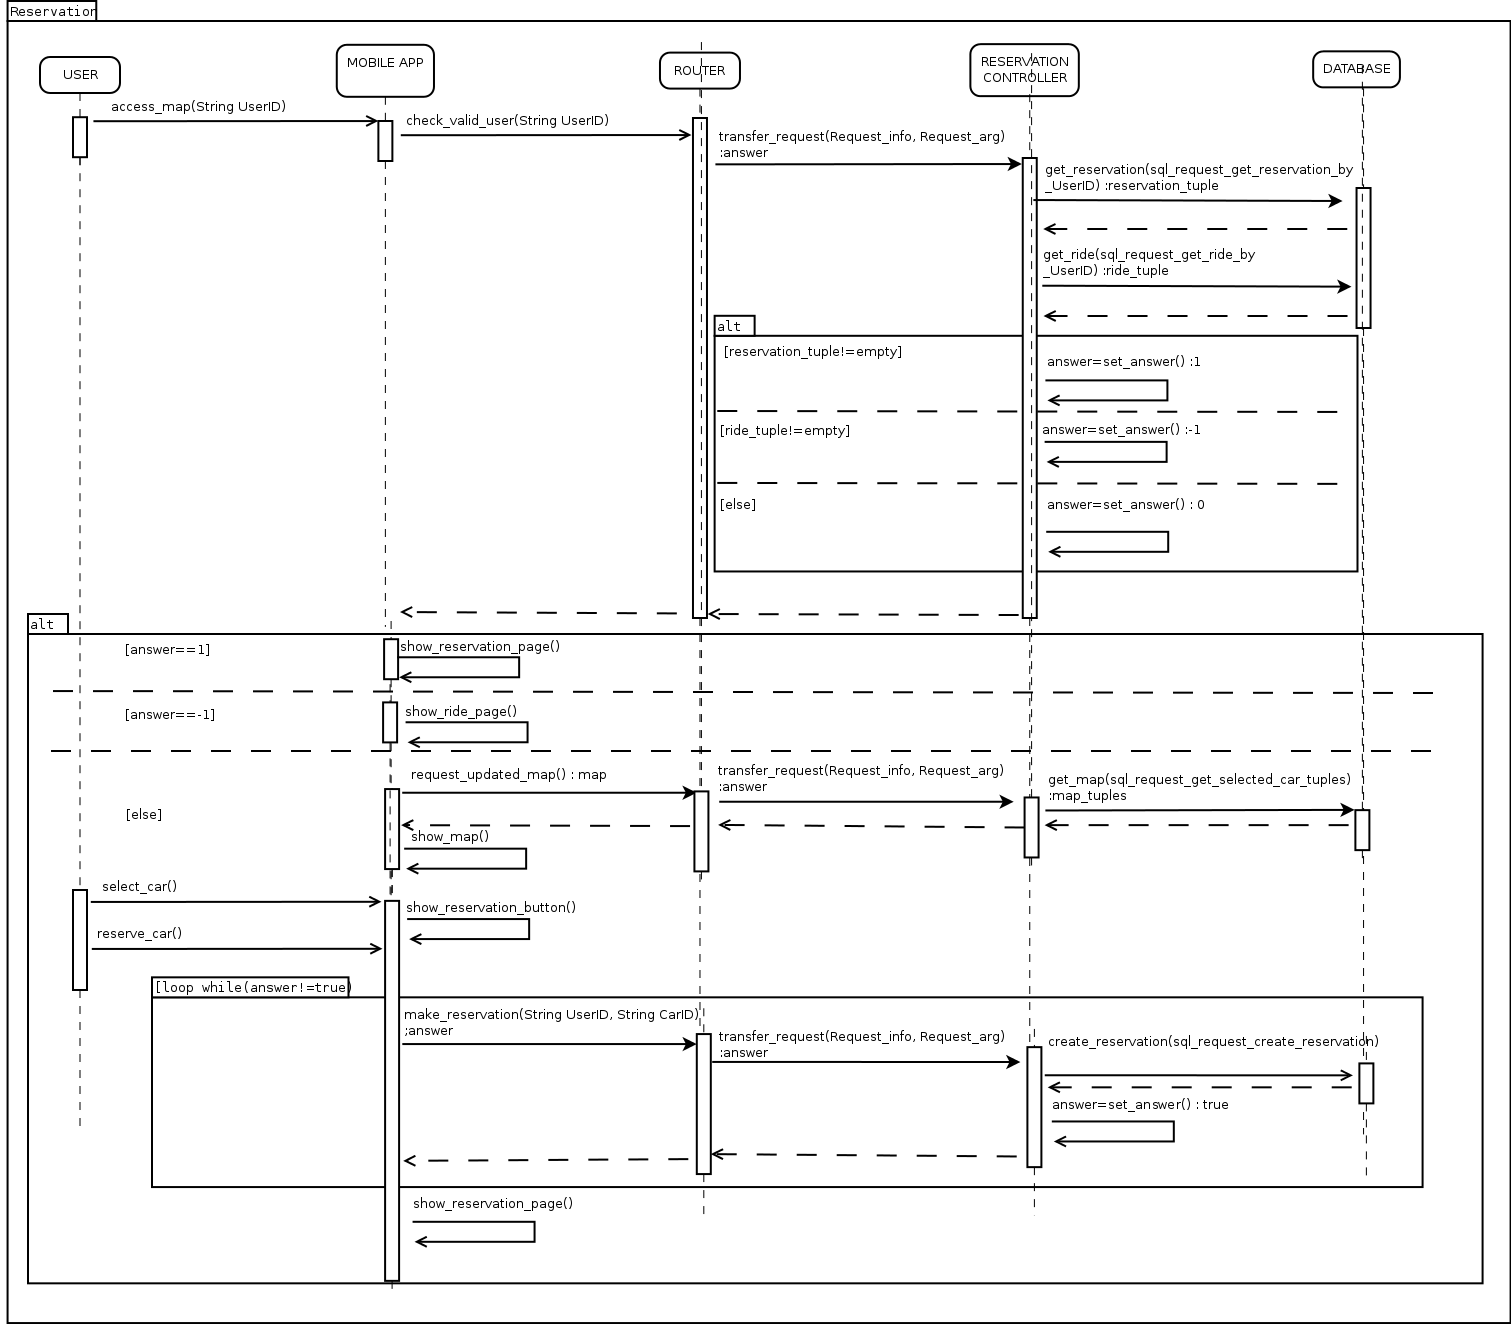 Reservation
USER
MOBILE APP
ROUTER
RESERVATION
CONTROLLER
DATABASE
access_map(String UserID)
check_valid_user(String UserID)
transfer_request(Request_info, Request_arg)
:answer
get_reservation(sql_request_get_reservation_by
_UserID) :reservation_tuple
get_ride(sql_request_get_ride_by
_UserID) :ride_tuple
alt
[reservation_tuple!=empty]
answer=set_answer() :1
[ride_tuple!=empty]
answer=set_answer() :-1
[else]
answer=set_answer() : 0
alt
[answer==1]
show_reservation_page()
[answer==-1]
show_ride_page()
request_updated_map() : map
transfer_request(Request_info, Request_arg)
:answer
get_map(sql_request_get_selected_car_tuples)
:map_tuples
[else]
show_map()
select_car()
show_reservation_button()
reserve_car()
[loop while(answer!=true)
make_reservation(String UserID, String CarID)
;answer
transfer_request(Request_info, Request_arg)
:answer
create_reservation(sql_request_create_reservation)
answer=set_answer() : true
show_reservation_page()